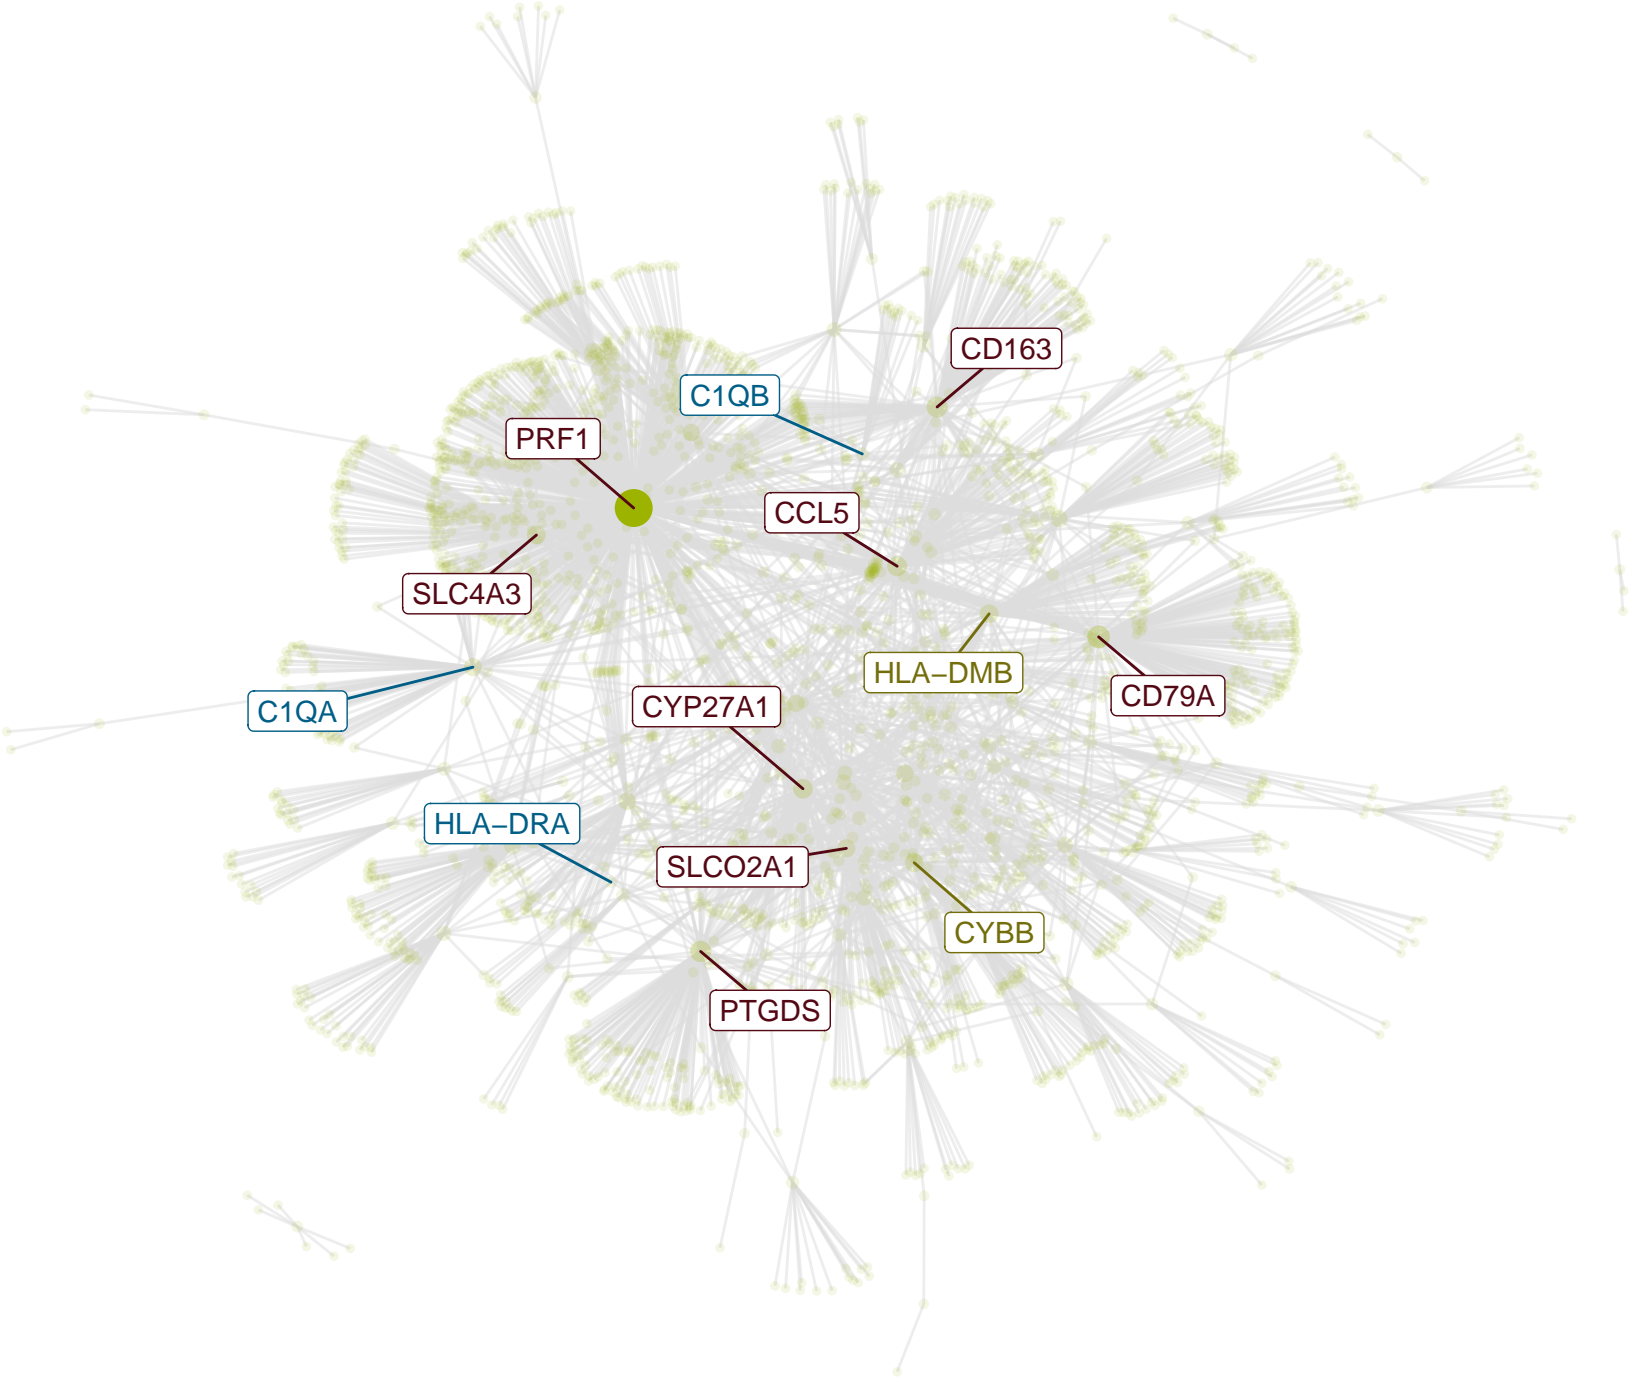 CD163
C1QB
PRF1
CCL5
SLC4A3
HLA−DMB
CD79A
C1QA
CYP27A1
HLA−DRA
SLCO2A1
CYBB
PTGDS